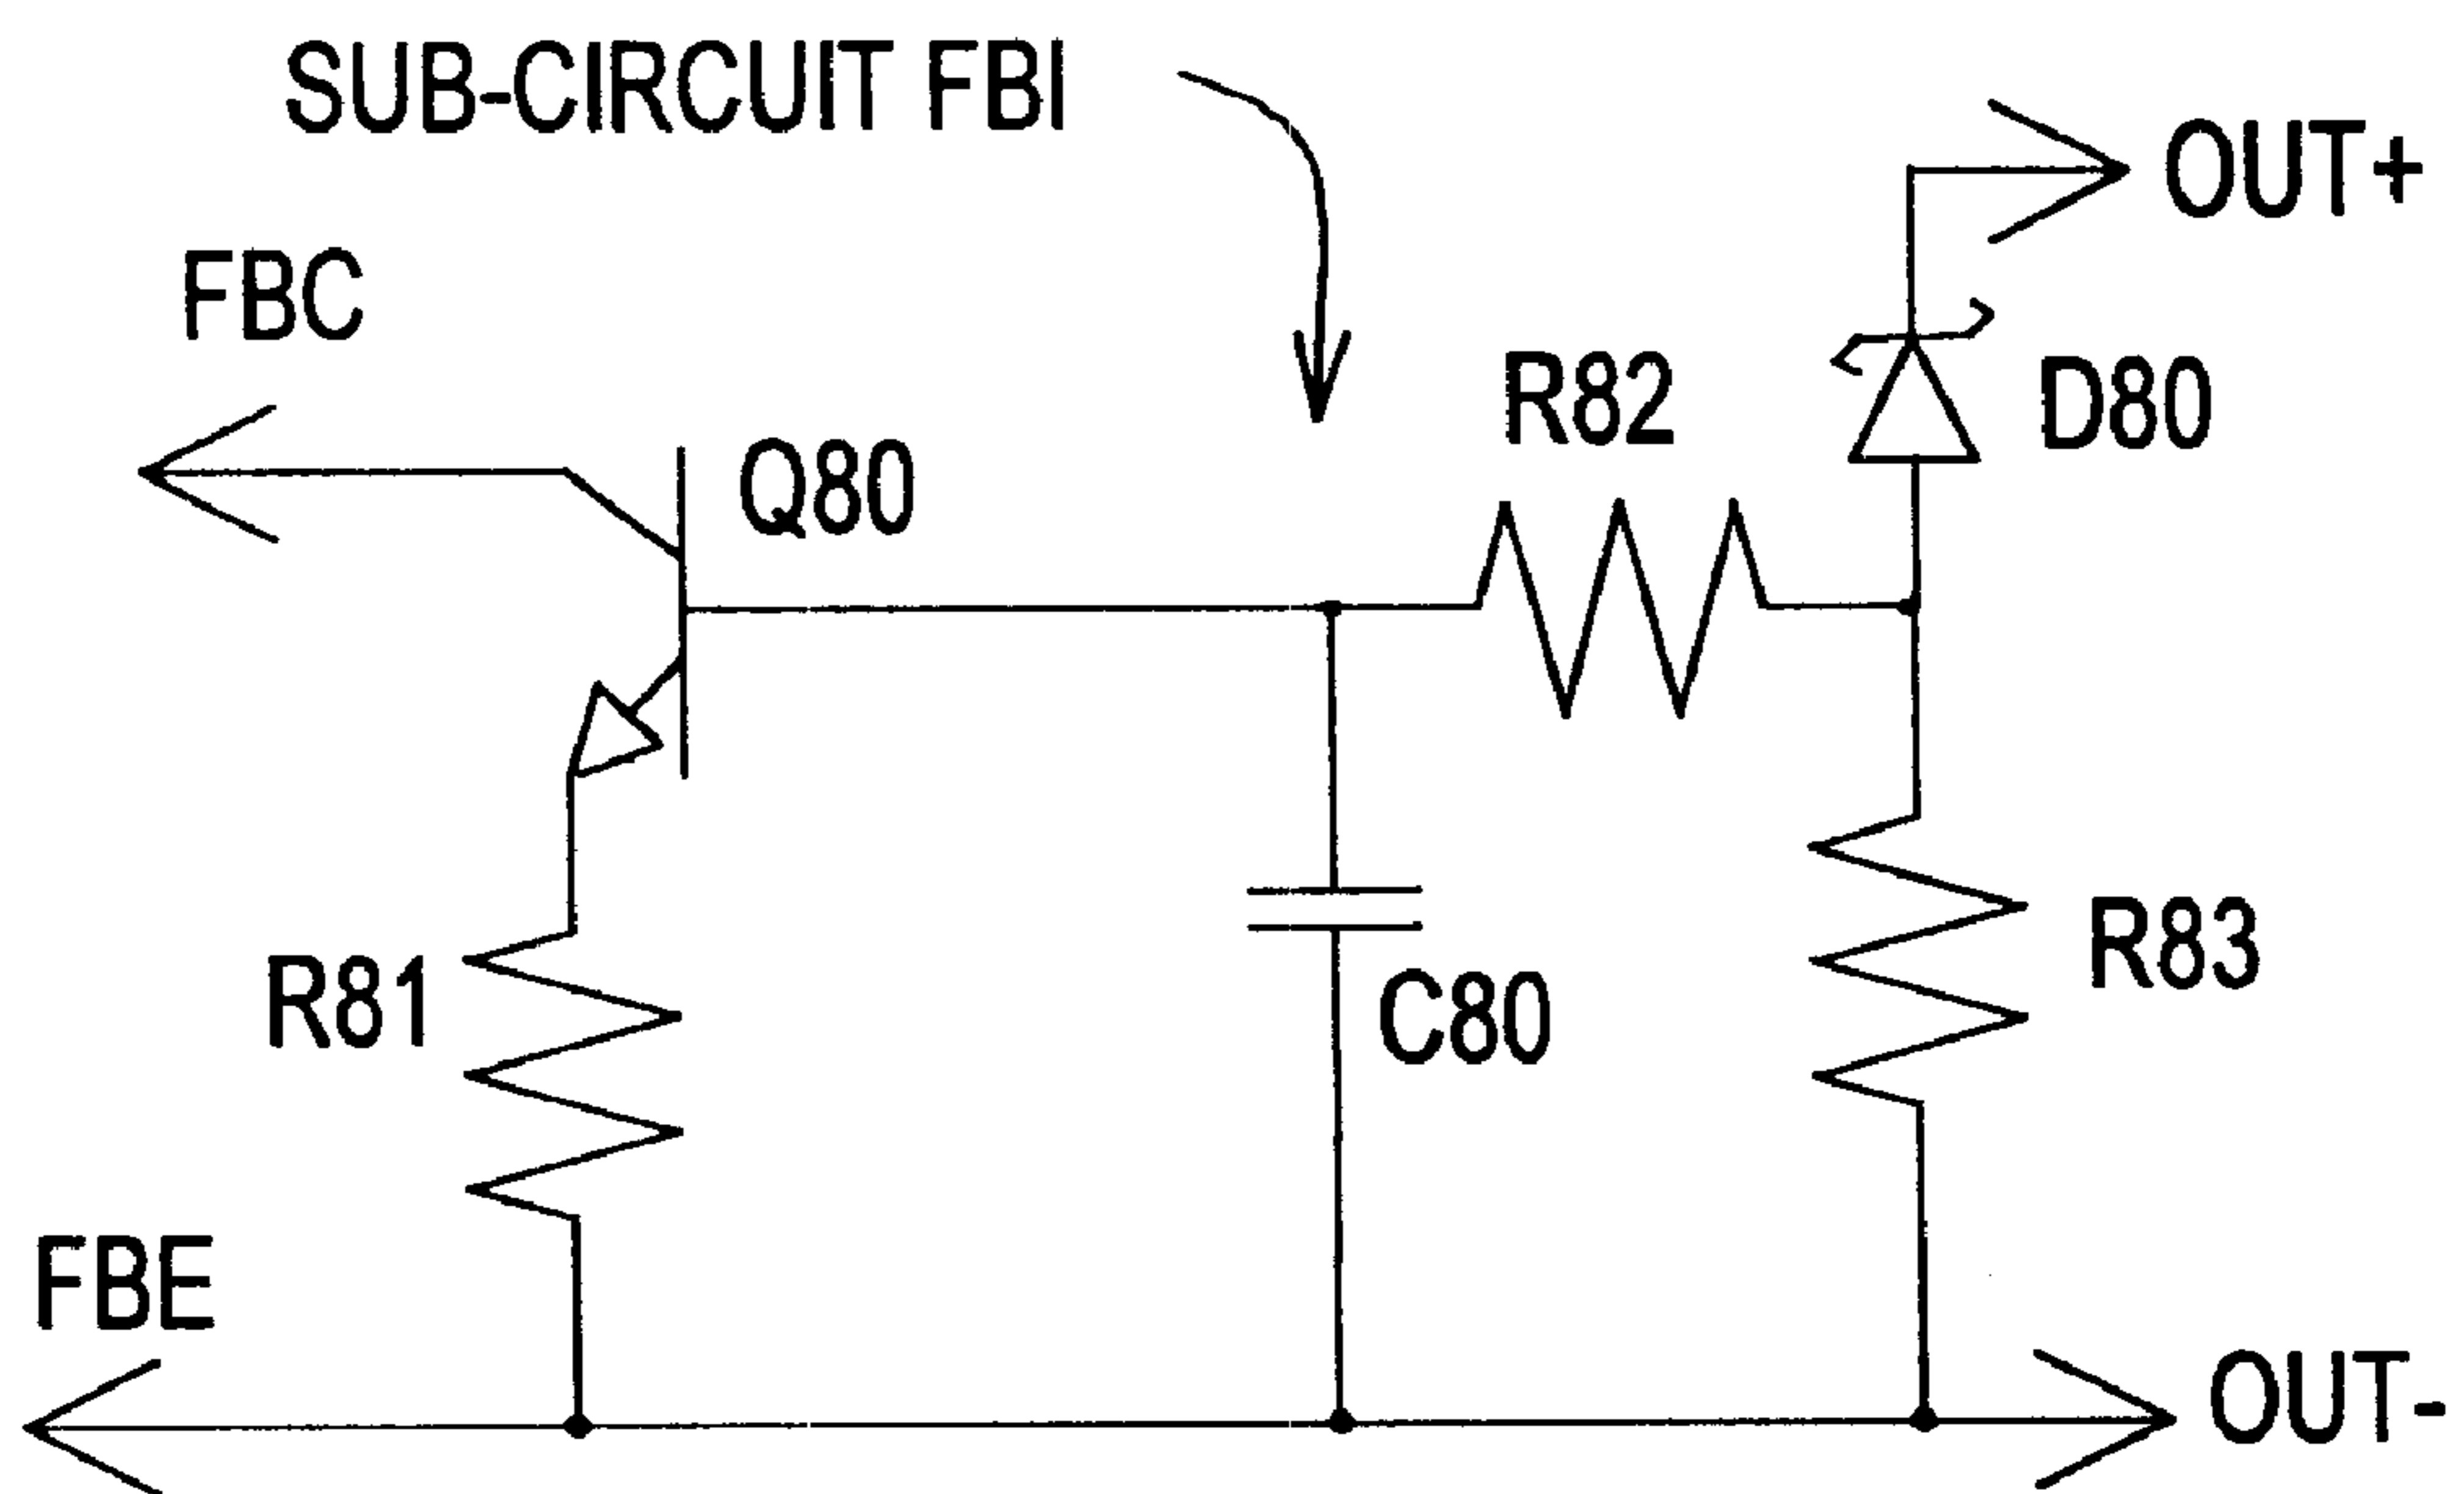 SUB-CIRCUIT FBI
OUT+
FBC
Q80
R82
D80
R81
C80
R83
FBE
OUT-